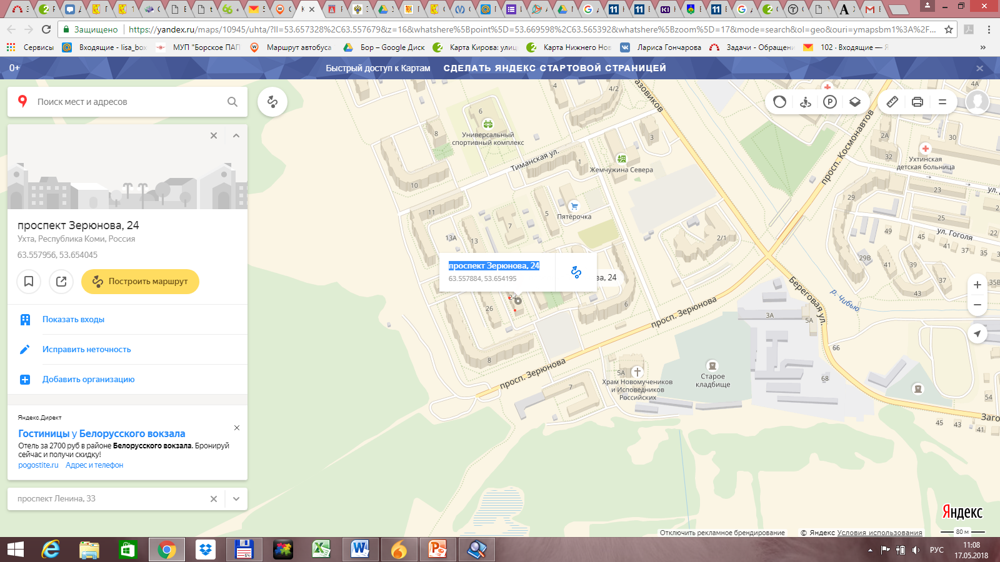 Защищено
https://yandex.ru/maps/10945/uhta/?ll=53.657328%2C63.557679&z=16&whatshere%5Bpoint%5D=53.669598%2C63.565392&whatshere%5Bzoom%5D=17&mode=search&ol=geo&ouri=ymapsbm1%3A%2F...
Сервисы
Входящие - lisa_box
МУП "Борское ПАП
Маршрут автобуса
Бор – Google Диск
Карта Кирова: улиц
Карта Нижнего Нов
Лариса Гончарова
Задачи - Обращени
102 · Входящие — Я
»
0+
Быстрый доступ к Картам
СДЕЛАТЬ ЯНДЕКС СТАРТОВОЙ СТРАНИЦЕЙ
Поиск мест и адресов
проспект Зерюнова, 24
Ухта, Республика Коми, Россия
63.557956, 53.654045
Построить маршрут
Показать входы
Исправить неточность
Добавить организацию
Яндекс.Директ
Гостиницы у Белорусского вокзала
Отель за 2700 руб в районе Белорусского вокзала. Бронируй
сейчас и получи скидку!
pogostite.ru Адрес и телефон
проспект Ленина, 33
азовиков
4
4/2
4А
6
Универсальный
спортивный комплекс
8
3
2А
30
32
Тиманская ул.
1
Жемчужина Севера
просп. Космонавтов
Ухтинская
детская больница
10
23
29
11
7
5
Пятёрочка
25
13А
13
2/1
49
45
41
37
35
ул. Гоголя
проспект Зерюнова, 24
63.557884, 53.654195
ва, 24
29В
Береговая ул.
р. Чибью
43
35В
24
26
6
просп. Зерюнова
3А
5А
66
8
просп. Зерюнова
5А
Храм Новомучеников
и Исповедников
Российских
Старое
кладбище
7
68
54
Заго
45
43
31
Яндекс
Отключить рекламное брендирование
© Яндекс Условия использования
80 м
РУС
11:08
17.05.2018